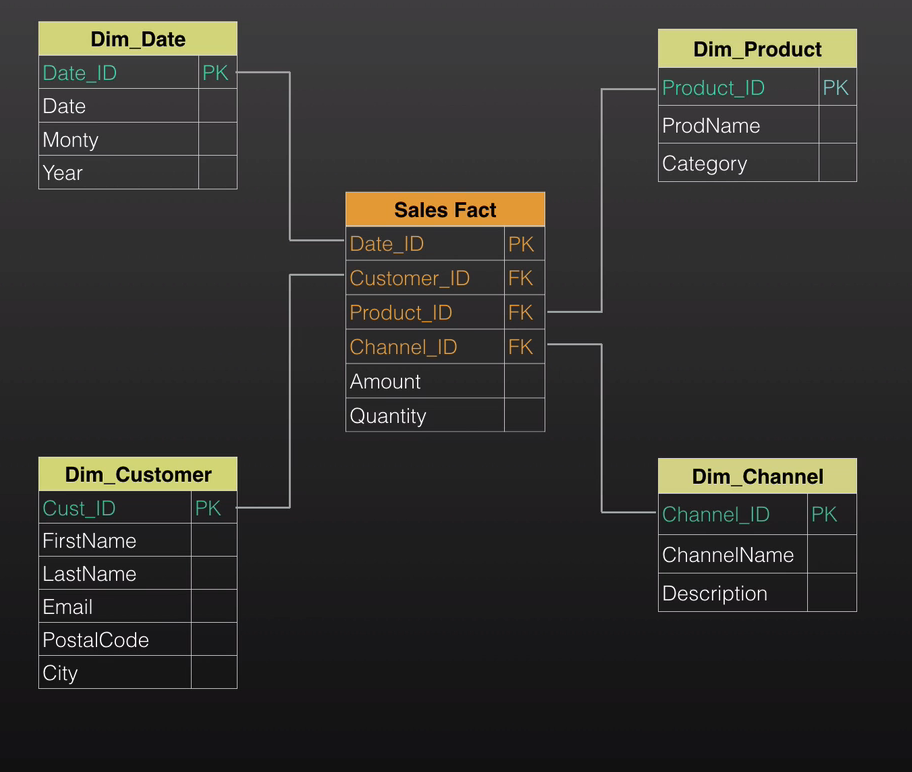 Dim_Date
Date_ID PK
Date
Monty
Year
Dim_Product
Product_ID PK
ProdName
Category
Sales Fact
Date_ID PK
Customer_ID FK
Product_ID FK
Channel_ID FK
Amount
Quantity
Dim_Customer
Cust_ID PK
FirstName
LastName
Email
PostalCode
City
Dim_Channel
Channel_ID PK
ChannelName
Description